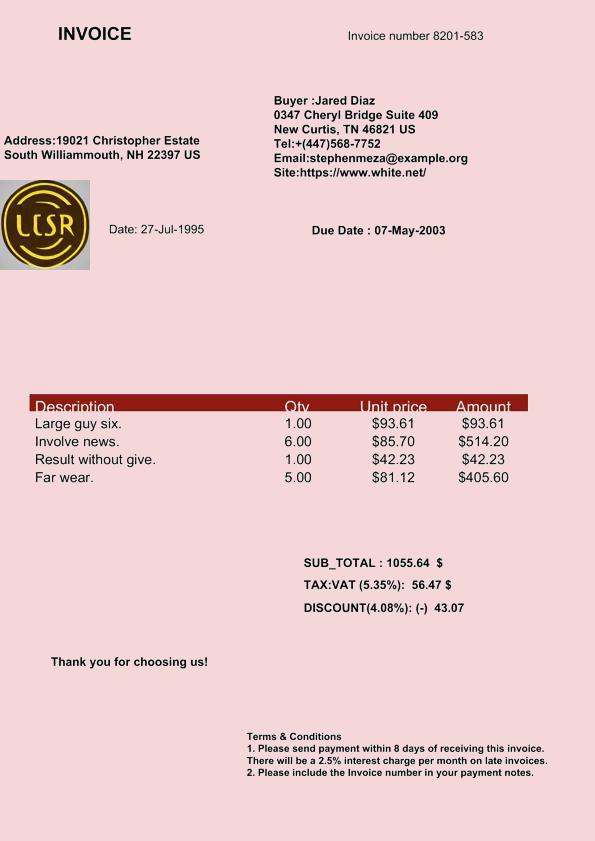 INVOICE
Invoice number 8201-583
Buyer :Jared Diaz
0347 Cheryl Bridge Suite 409
New Curtis, TN 46821 US
Tel:+(447)568-7752
Email:stephenmeza@example.org
Site:https://www.white.net/
Address:19021 Christopher Estate
South Williammouth, NH 22397 US
LCSR
Date: 27-Jul-1995
Due Date : 07-May-2003
Description Qty Unit price Amount
Large guy six. 1.00 $93.61 $93.61
Involve news. 6.00 $85.70 $514.20
Result without give. 1.00 $42.23 $42.23
Far wear. 5.00 $81.12 $405.60
SUB_TOTAL : 1055.64 $
TAX:VAT (5.35%): 56.47 $
DISCOUNT(4.08%): (-) 43.07
Thank you for choosing us!
Terms & Conditions
1. Please send payment within 8 days of receiving this invoice.
There will be a 2.5% interest charge per month on late invoices.
2. Please include the Invoice number in your payment notes.